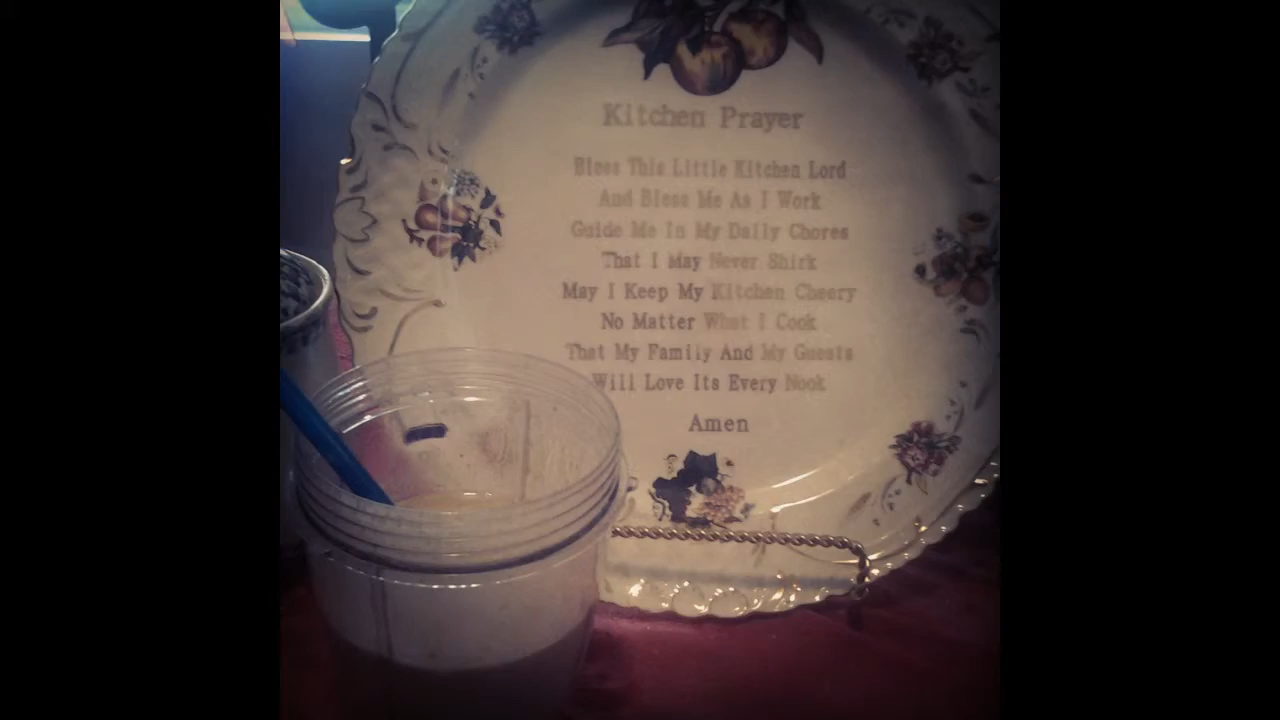 Kitchen Prayer
Bless This Little Kitchen Lord
And Bless Me As I Work
Guide Me In My Daily Chores
That I May Never Shirk
May I Keep My Kitchen Cheery
No Matter What I Cook
That My Family And My Guests
Will Love Its Every Nook
Amen